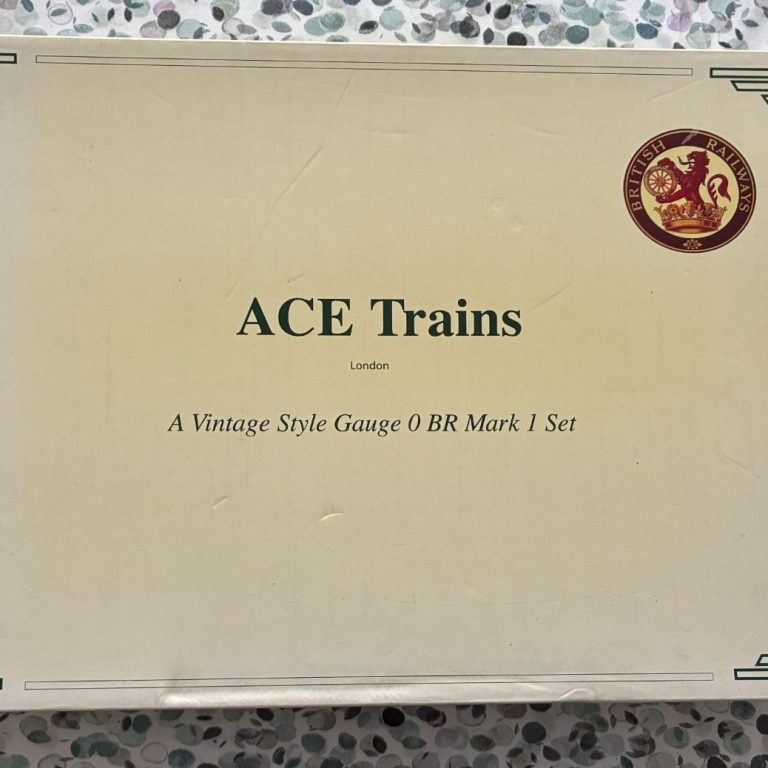 BRITISH RAILWAYS
ACE Trains
London
A Vintage Style Gauge 0 BR Mark 1 Set